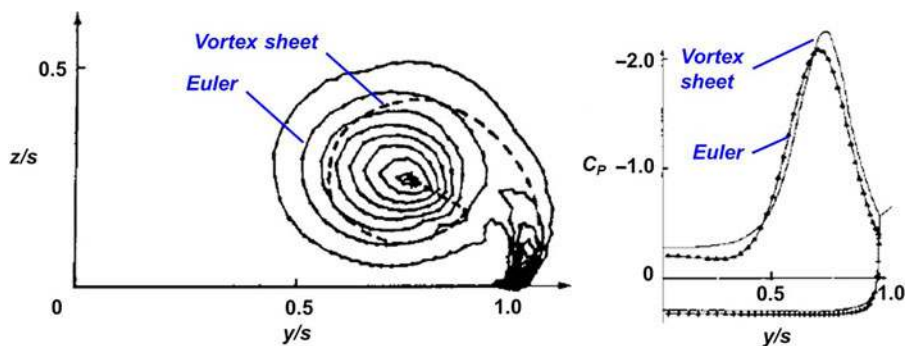 Vortex sheet
0.5
Euler
z/s
0
0.5
1.0
y/s
–2.0
Vortex
sheet
Euler
C_P
–1.0
0
0.5
1.0
y/s